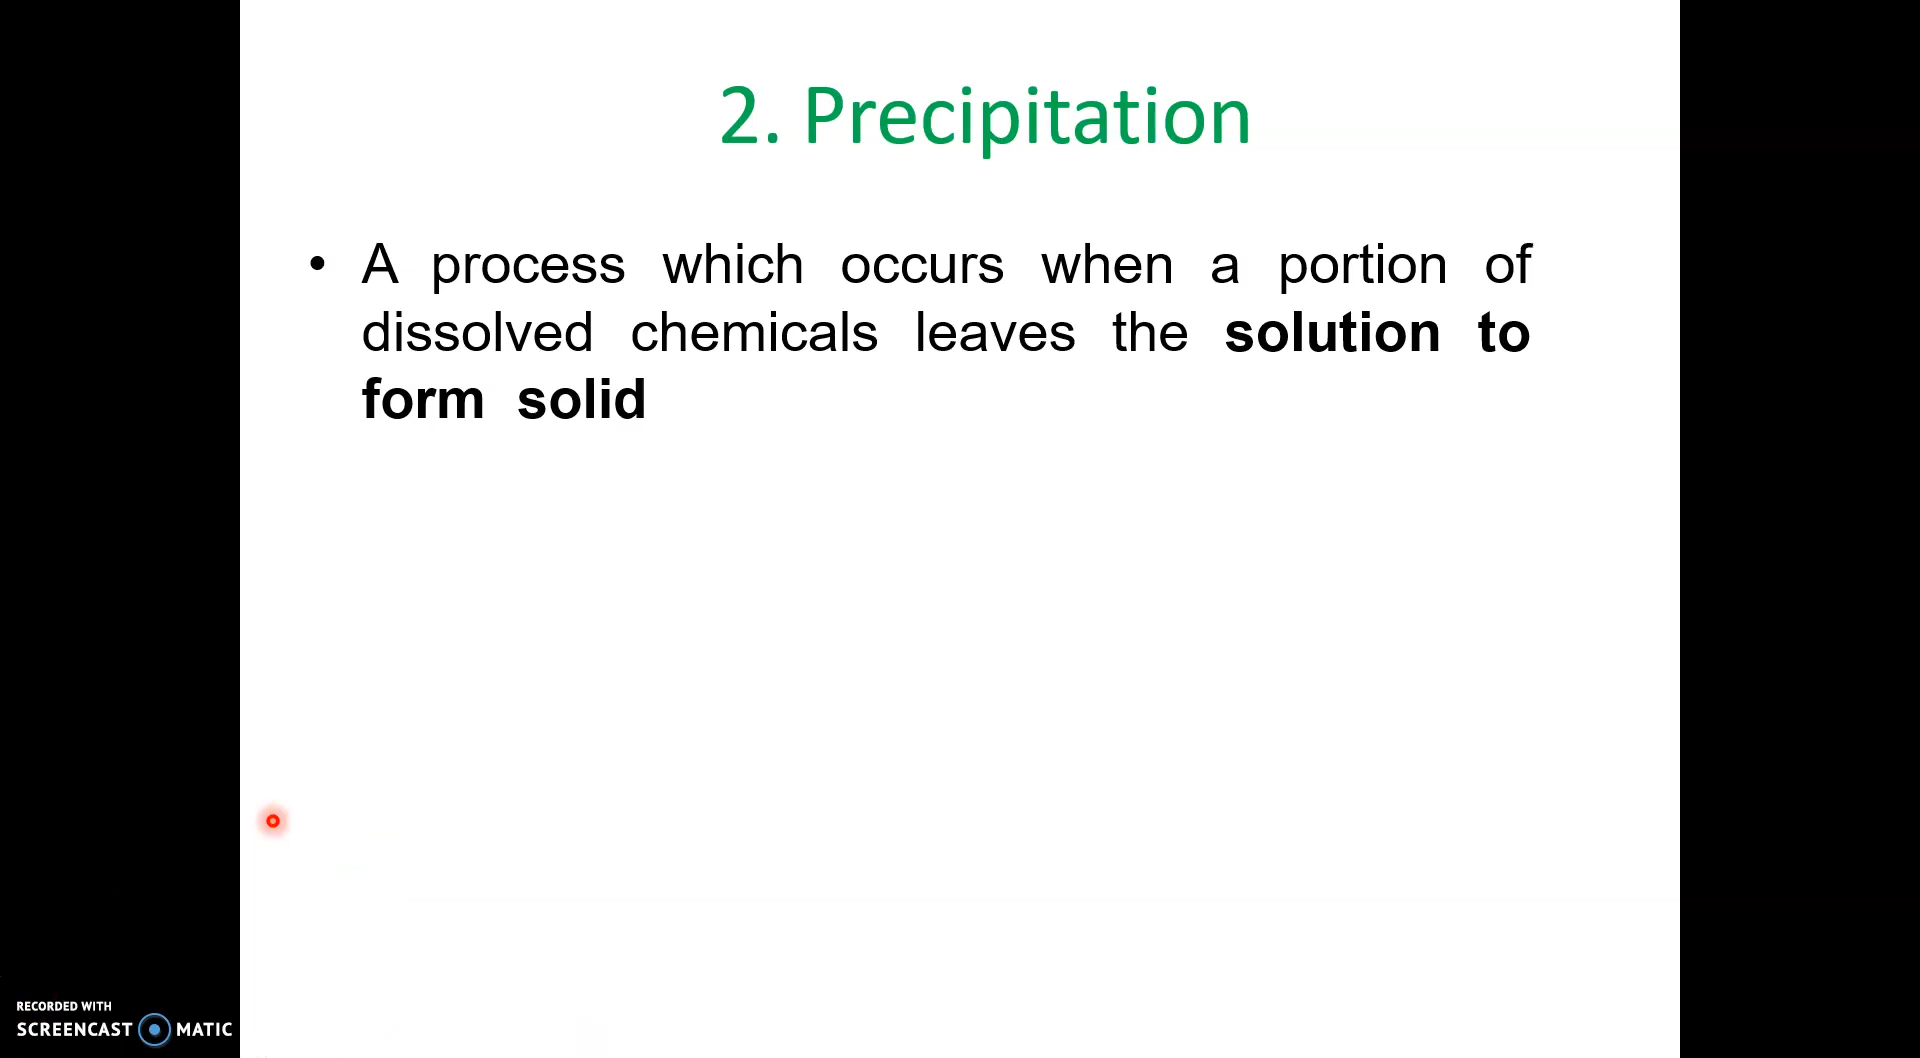 2. Precipitation
• A process which occurs when a portion of
dissolved chemicals leaves the solution to
form solid
RECORDED WITH
SCREENCAST MATIC